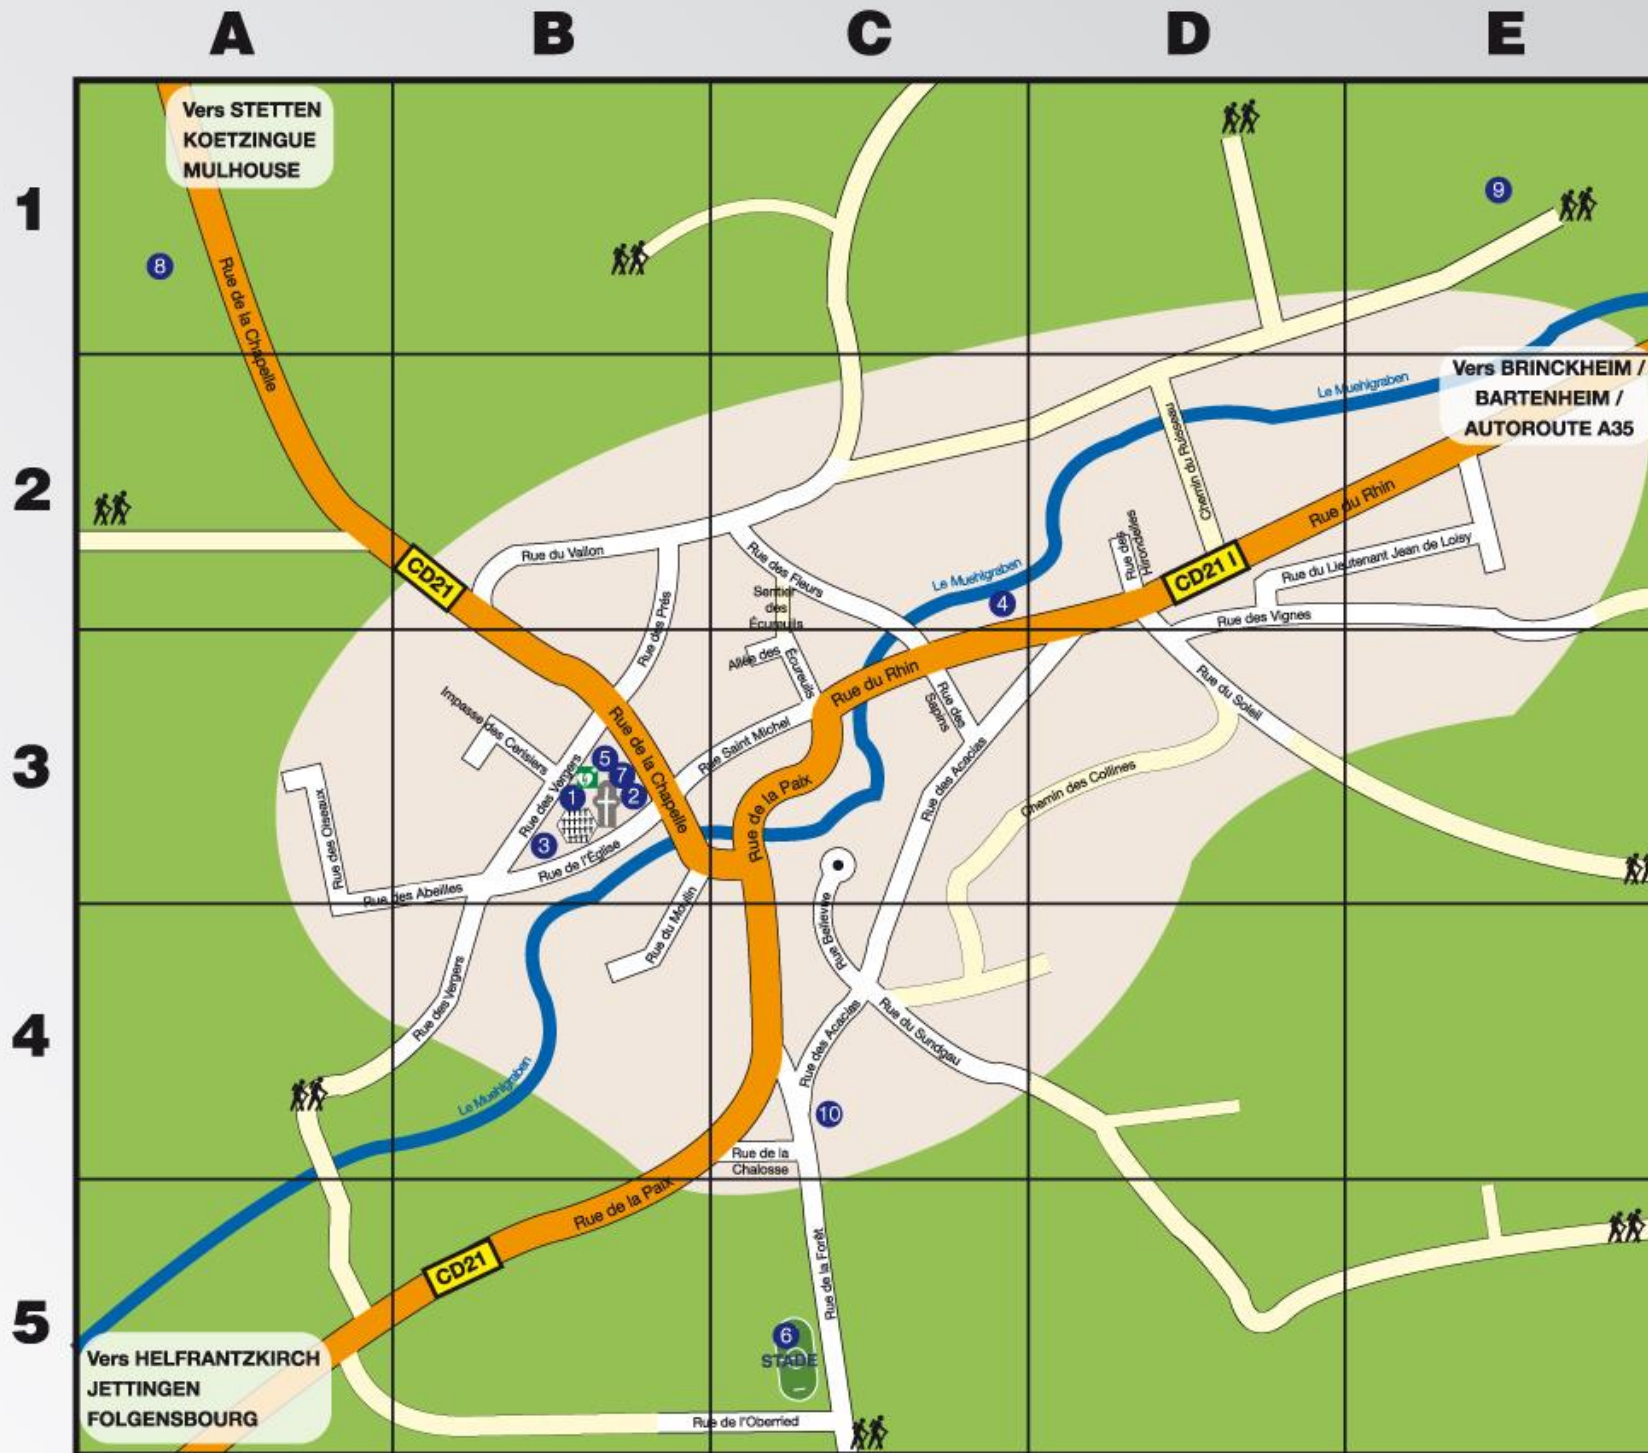 A B C D E
1
2
3
4
5
Vers STETTEN
KOETZINGUE
MULHOUSE
9
8
Rue de la Chapelle
Vers BRINCKHEIM /
BARTENHEIM /
AUTOROUTE A35
Le Muehlgraben
Chemin du Ruisseau
Rue du Rhin
Rue des
Hirondelles
CD21
Rue du Vallon
Rue des Fleurs
Sentier
des
Écureuils
Le Muehlgraben
4
CD21 I
Rue du Lieutenant Jean de Loisy
Rue des Vignes
Rue des Prés
Allée des
Écureuils
Rue du Rhin
Rue des
Sapins
Rue du Soleil
Impasse des Cerisiers
Rue de la Chapelle
Rue Saint Michel
5
7
1
2
3
Rue des Vergers
Rue de l'Église
Rue de la Paix
Rue des Acacias
Chemin des Collines
Rue des Oiseaux
Rue des Abeilles
Rue du Moulin
Rue Bellevue
Rue des Vergers
Rue des Acacias
Rue du Sundgau
Le Muehlgraben
10
Rue de la
Chalosse
Rue de la Paix
CD21
Rue de la Forêt
6
STADE
Vers HELFRANTZKIRCH
JETTINGEN
FOLGENSBOURG
Rue de l'Oberried